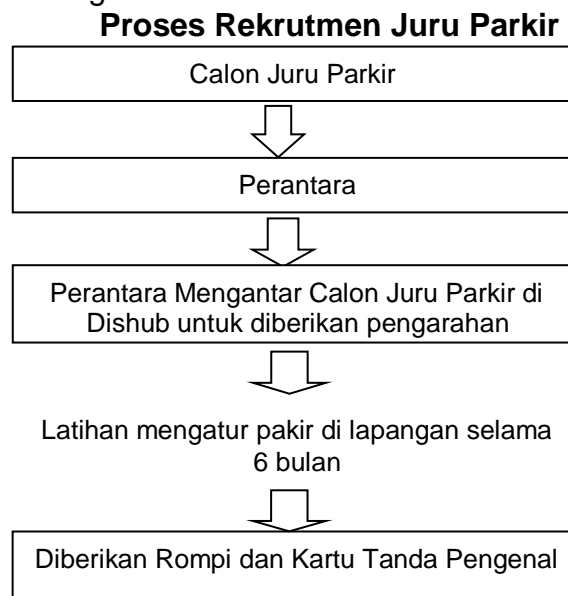 Proses Rekrutmen Juru Parkir
Calon Juru Parkir
Perantara
Perantara Mengantar Calon Juru Parkir di
Dishub untuk diberikan pengarahan
Latihan mengatur pakir di lapangan selama
6 bulan
Diberikan Rompi dan Kartu Tanda Pengenal